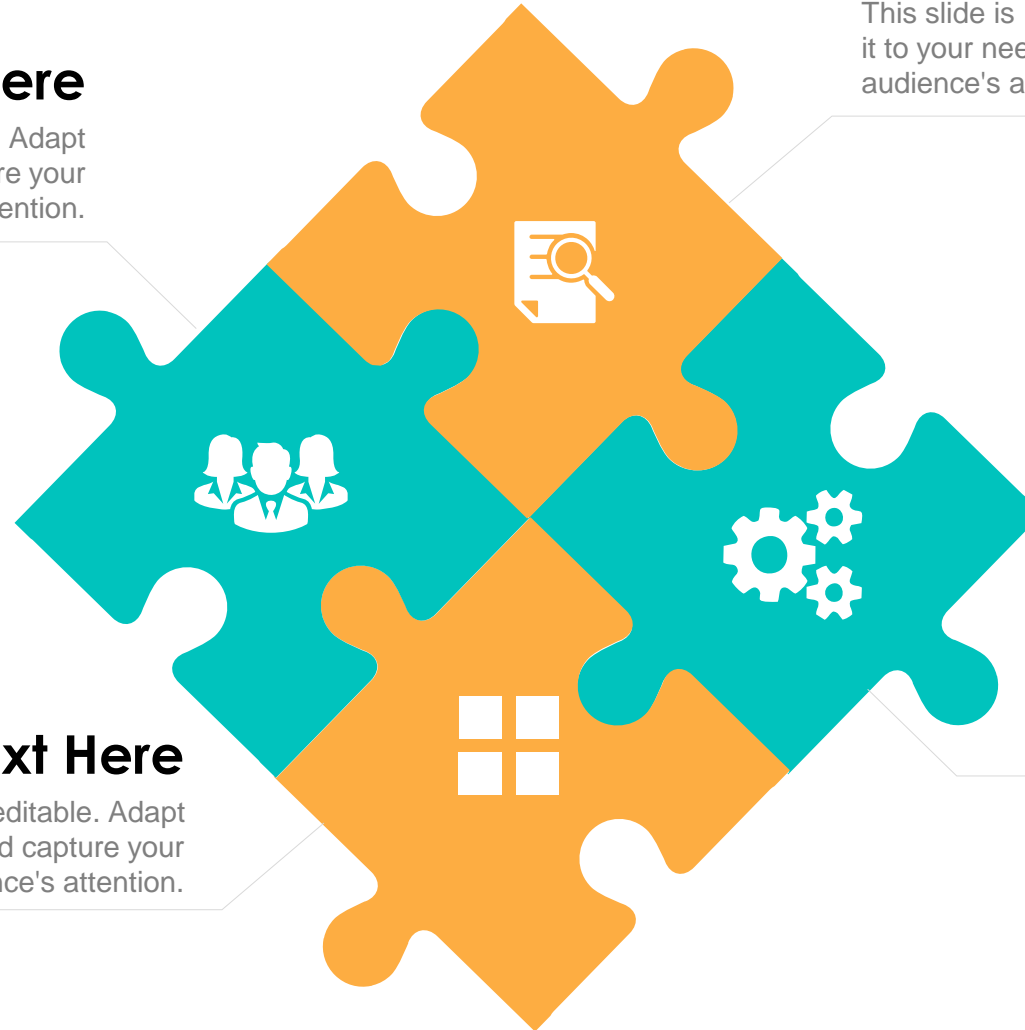 ere
Adapt
re your
ention.
This slide is
it to your nee
audience's a
xt Here
editable. Adapt
d capture your
nce's attention.